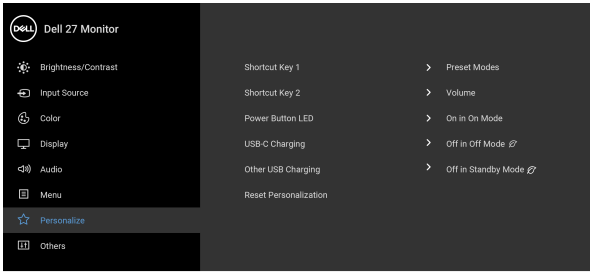 DELL Dell 27 Monitor
Brightness/Contrast Shortcut Key 1 Preset Modes
Input Source Shortcut Key 2 Volume
Color Power Button LED On in On Mode
Display USB-C Charging Off in Off Mode
Audio Other USB Charging Off in Standby Mode
Menu Reset Personalization
Personalize
Others